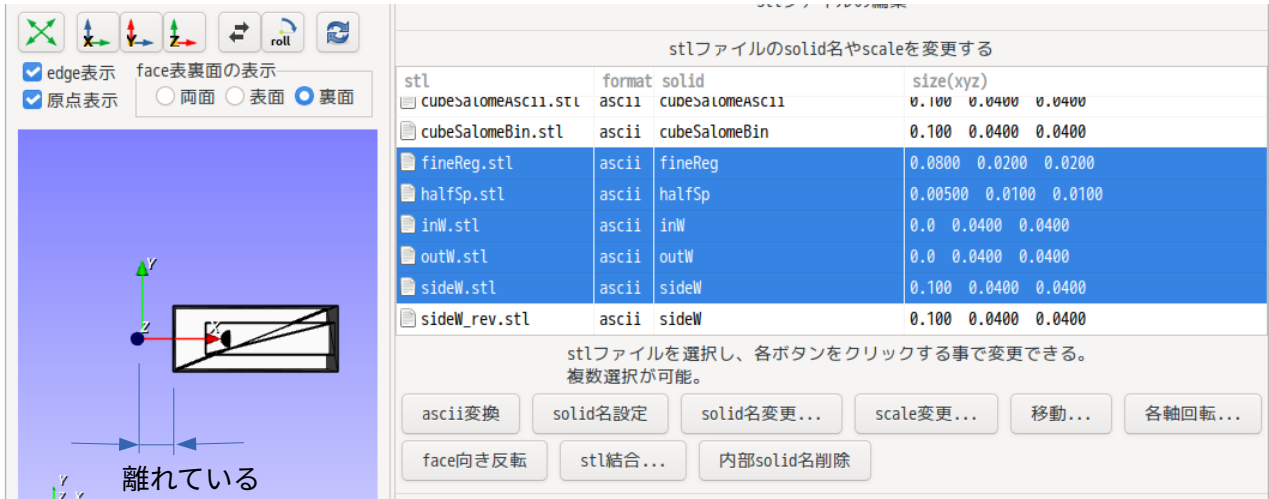 stlファイルの編集
stlファイルのsolid名やscaleを変更する
X Y Z roll
edge表示 face表裏面の表示
原点表示 両面 表面 裏面
stl format solid size(xyz)
cubeSalomeAscii.stl ascii cubeSalomeAscii 0.100 0.0400 0.0400
cubeSalomeBin.stl ascii cubeSalomeBin 0.100 0.0400 0.0400
fineReg.stl ascii fineReg 0.0800 0.0200 0.0200
halfSp.stl ascii halfSp 0.00500 0.0100 0.0100
inW.stl ascii inW 0.0 0.0400 0.0400
outW.stl ascii outW 0.0 0.0400 0.0400
sideW.stl ascii sideW 0.100 0.0400 0.0400
sideW_rev.stl ascii sideW 0.100 0.0400 0.0400
Y
Z X
stlファイルを選択し、各ボタンをクリックする事で変更できる。
複数選択が可能。
ascii変換 solid名設定 solid名変更... scale変更... 移動... 各軸回転...
face向き反転 stl結合... 内部solid名削除
離れている
Y
Z X